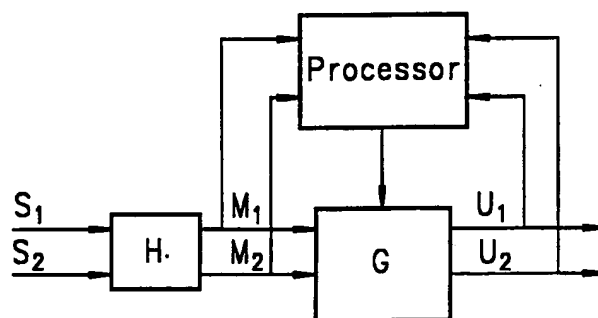 Processor
S₁ M₁ U₁
H. G
S₂ M₂ U₂